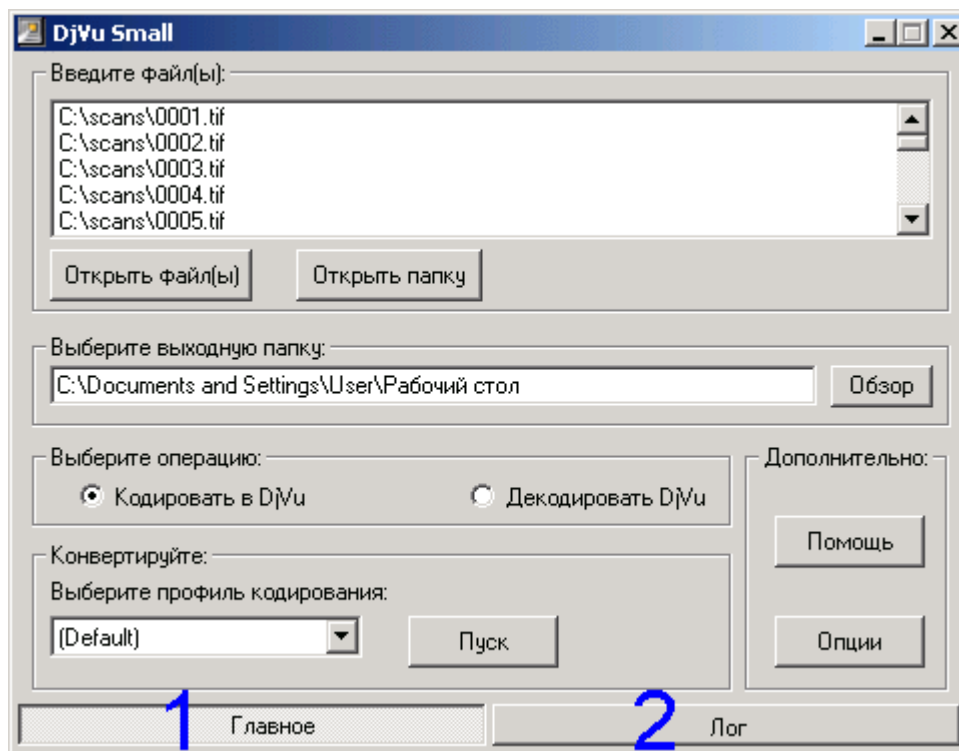 DjVu Small
Введите файл(ы):
C:\scans\0001.tif
C:\scans\0002.tif
C:\scans\0003.tif
C:\scans\0004.tif
C:\scans\0005.tif
Открыть файл(ы) Открыть папку
Выберите выходную папку:
C:\Documents and Settings\User\Рабочий стол Обзор
Выберите операцию: Дополнительно:
Кодировать в DjVu Декодировать DjVu
Помощь
Конвертируйте:
Выберите профиль кодирования:
(Default) Пуск Опции
1 Главное 2 Лог